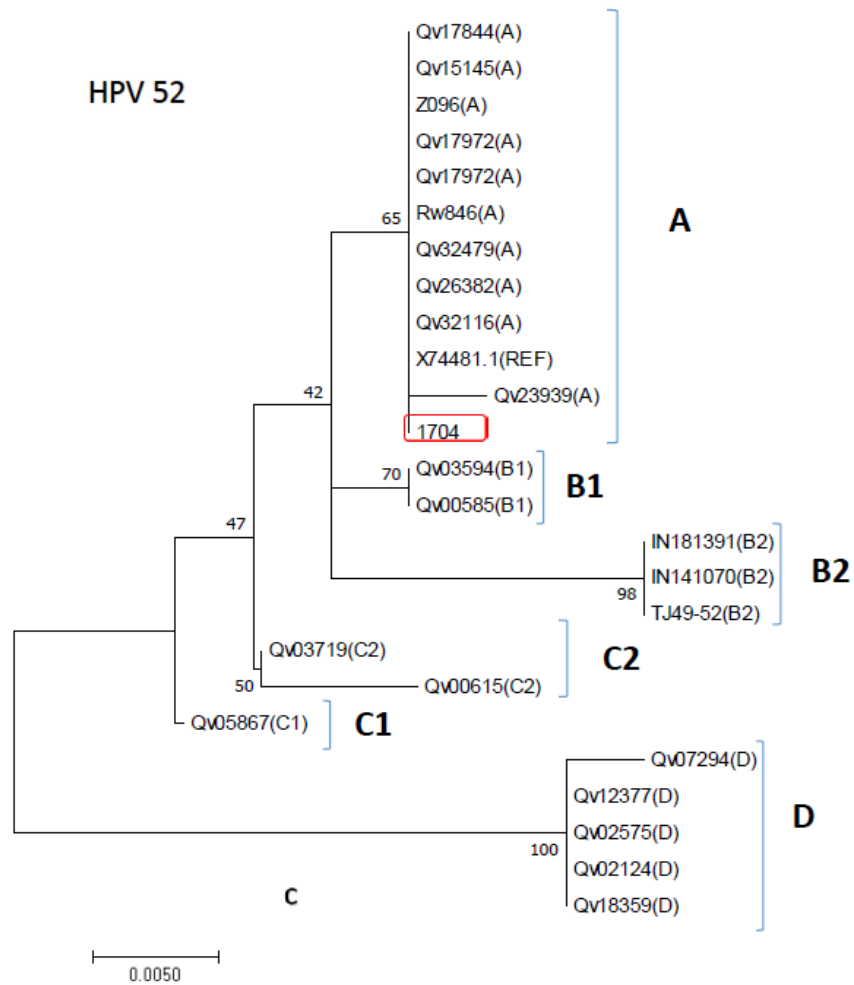 HPV 52
Qv17844(A)
Qv15145(A)
Z096(A)
Qv17972(A)
Qv17972(A)
Rw846(A)
65
A
Qv32479(A)
Qv26382(A)
Qv32116(A)
X74481.1(REF)
42
Qv23939(A)
1704
Qv03594(B1)
70
B1
Qv00585(B1)
47
IN181391(B2)
IN141070(B2)
B2
98
TJ49-52(B2)
Qv03719(C2)
C2
50
Qv00615(C2)
Qv05867(C1)
C1
Qv07294(D)
Qv12377(D)
D
Qv02575(D)
100
Qv02124(D)
c
Qv18359(D)
0.0050